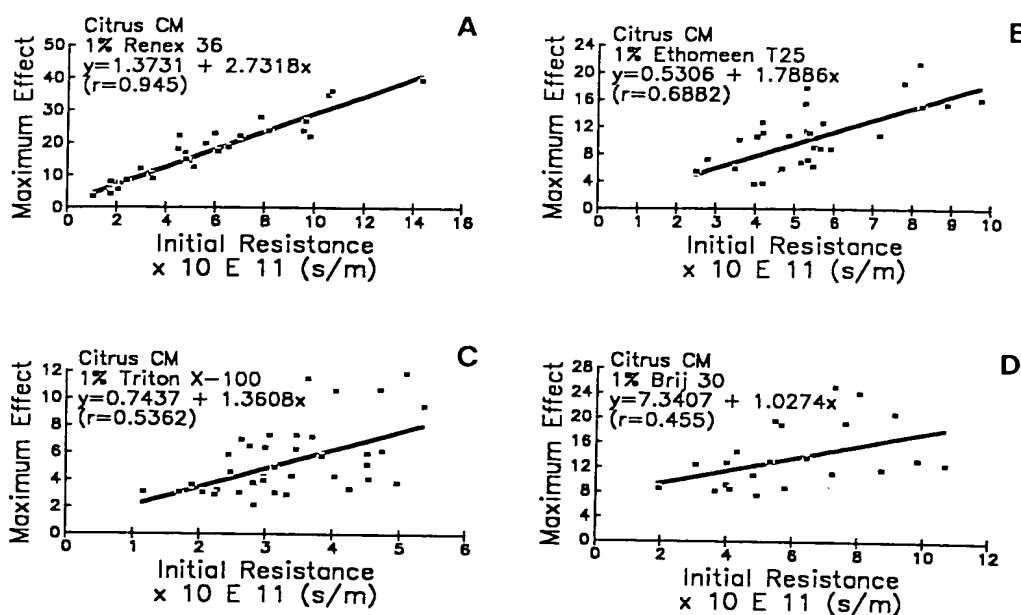 A
Citrus CM
1% Renex 36
y=1.3731 + 2.7318x
(r=0.945)
Maximum Effect
50
40
30
20
10
0
0 2 4 6 8 10 12 14 16
Initial Resistance
x 10 E 11 (s/m)
B
Citrus CM
1% Ethomeen T25
y=0.5306 + 1.7886x
(r=0.6882)
Maximum Effect
24
20
16
12
8
4
0
0 1 2 3 4 5 6 7 8 9 10
Initial Resistance
x 10 E 11 (s/m)
C
Citrus CM
1% Triton X-100
y=0.7437 + 1.3608x
(r=0.5362)
Maximum Effect
12
10
8
6
4
2
0
0 1 2 3 4 5 6
Initial Resistance
x 10 E 11 (s/m)
D
Citrus CM
1% Brij 30
y=7.3407 + 1.0274x
(r=0.455)
Maximum Effect
28
24
20
16
12
8
4
0
0 2 4 6 8 10 12
Initial Resistance
x 10 E 11 (s/m)